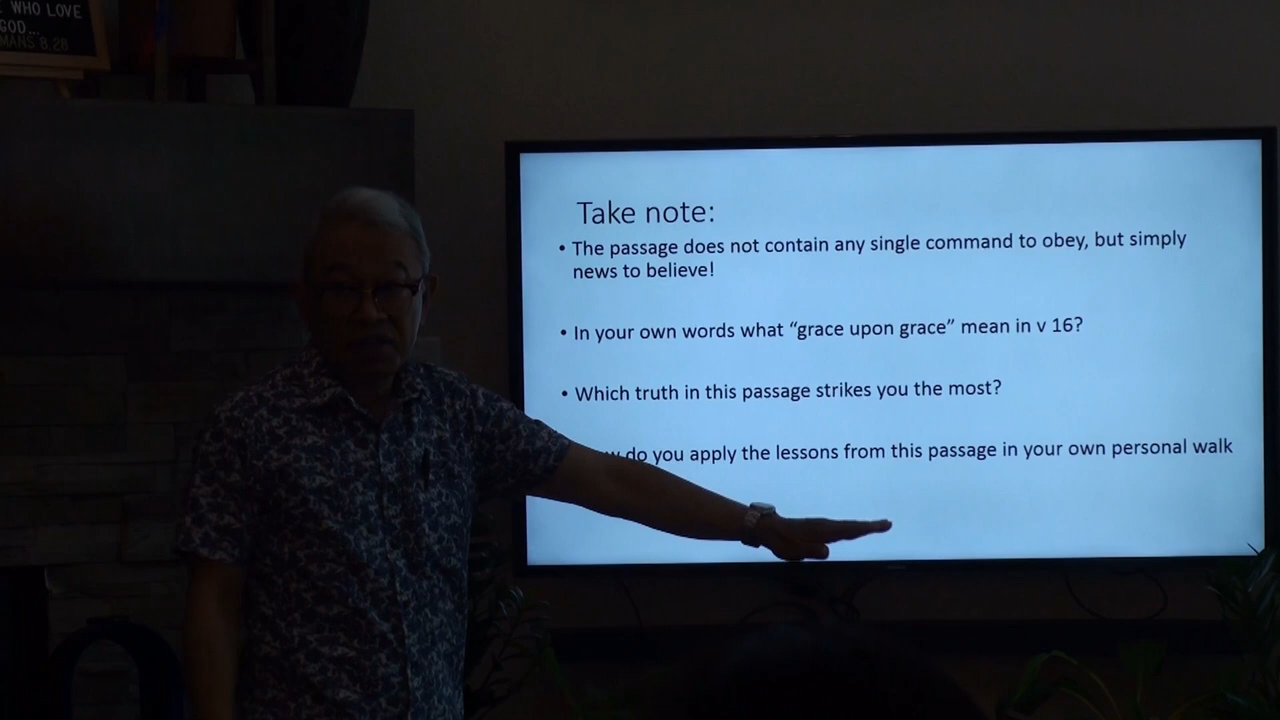 WHO LOVE
GOD...
MANS 8:28
Take note:
• The passage does not contain any single command to obey, but simply
news to believe!
• In your own words what “grace upon grace” mean in v 16?
• Which truth in this passage strikes you the most?
do you apply the lessons from this passage in your own personal walk